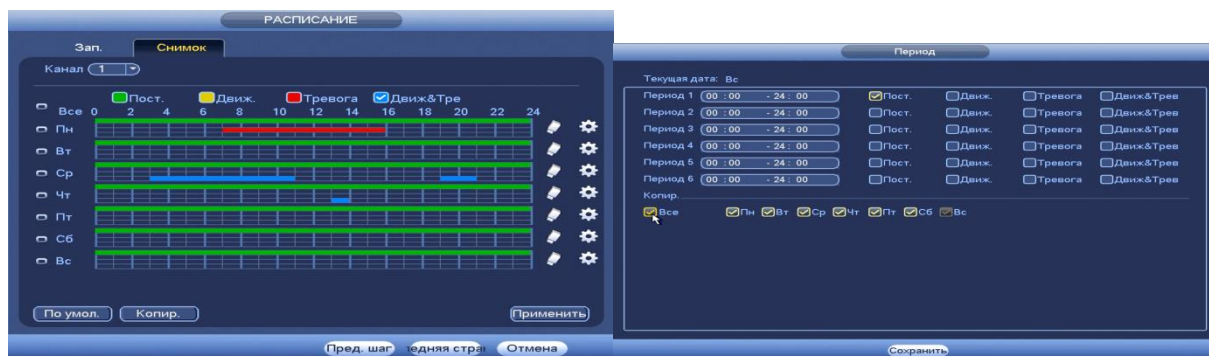 РАСПИСАНИЕ
Зап. Снимок
Канал 1
Пост. Движ. Тревога Движ&Тре
Все 0 2 4 6 8 10 12 14 16 18 20 22 24
Пн
Вт
Ср
Чт
Пт
Сб
Вс
По умол. Копир. Применить
Пред. шаг едняя стра Отмена
Период
Текущая дата: Вс
Период 1 00 :00 - 24: 00 Пост. Движ. Тревога Движ&Трев
Период 2 00 :00 - 24: 00 Пост. Движ. Тревога Движ&Трев
Период 3 00 :00 - 24: 00 Пост. Движ. Тревога Движ&Трев
Период 4 00 :00 - 24: 00 Пост. Движ. Тревога Движ&Трев
Период 5 00 :00 - 24: 00 Пост. Движ. Тревога Движ&Трев
Период 6 00 :00 - 24: 00 Пост. Движ. Тревога Движ&Трев
Копир.
Все Пн Вт Ср Чт Пт Сб Вс
Сохранить